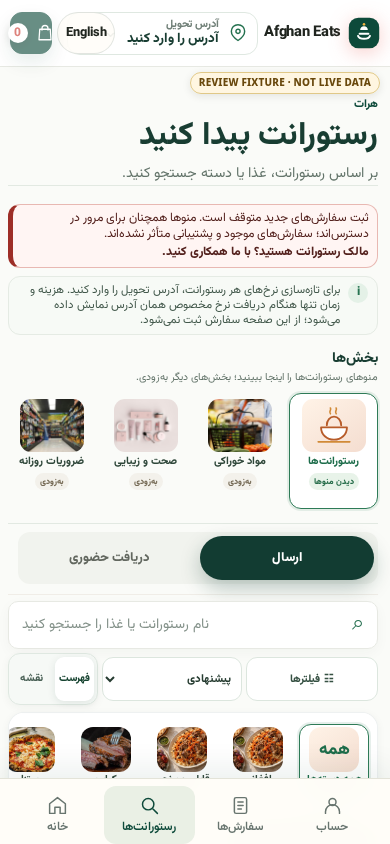 Afghan Eats
آدرس تحویل
آدرس را وارد کنید
English
0
REVIEW FIXTURE · NOT LIVE DATA
هرات
رستورانت پیدا کنید
بر اساس رستورانت، غذا یا دسته جستجو کنید.
ثبت سفارش‌های جدید متوقف است. منوها همچنان برای مرور در
دسترس‌اند؛ سفارش‌های موجود و پشتیبانی متأثر نشده‌اند.
مالک رستورانت هستید؟ با ما همکاری کنید.
برای تازه‌سازی نرخ‌های هر رستورانت، آدرس تحویل را وارد کنید. هزینه و
زمان تنها هنگام دریافت نرخ مخصوص همان آدرس نمایش داده
می‌شود؛ از این صفحه سفارش ثبت نمی‌شود.
بخش‌ها
منوهای رستورانت‌ها را اینجا ببینید؛ بخش‌های دیگر به‌زودی.
رستورانت‌ها
دیدن منوها
مواد خوراکی
به‌زودی
صحت و زیبایی
به‌زودی
ضروریات روزانه
به‌زودی
ارسال
دریافت حضوری
نام رستورانت یا غذا را جستجو کنید
فیلترها
پیشنهادی
فهرست
نقشه
همه
حساب
سفارش‌ها
رستورانت‌ها
خانه